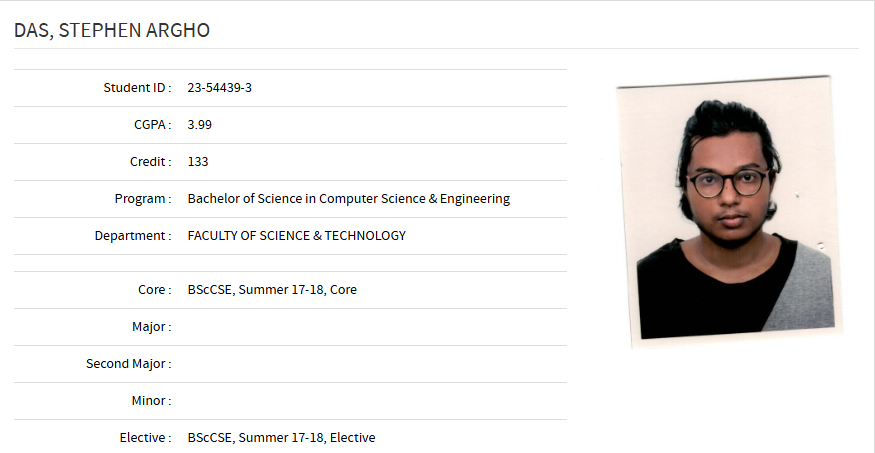 DAS, STEPHEN ARGHO
Student ID : 23-54439-3
CGPA : 3.99
Credit : 133
Program : Bachelor of Science in Computer Science & Engineering
Department : FACULTY OF SCIENCE & TECHNOLOGY
Core : BScCSE, Summer 17-18, Core
Major :
Second Major :
Minor :
Elective : BScCSE, Summer 17-18, Elective